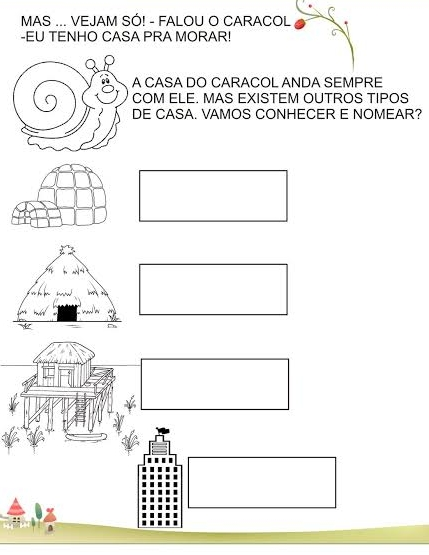 MAS ... VEJAM SÓ! - FALOU O CARACOL
-EU TENHO CASA PRA MORAR!
A CASA DO CARACOL ANDA SEMPRE
COM ELE. MAS EXISTEM OUTROS TIPOS
DE CASA. VAMOS CONHECER E NOMEAR?